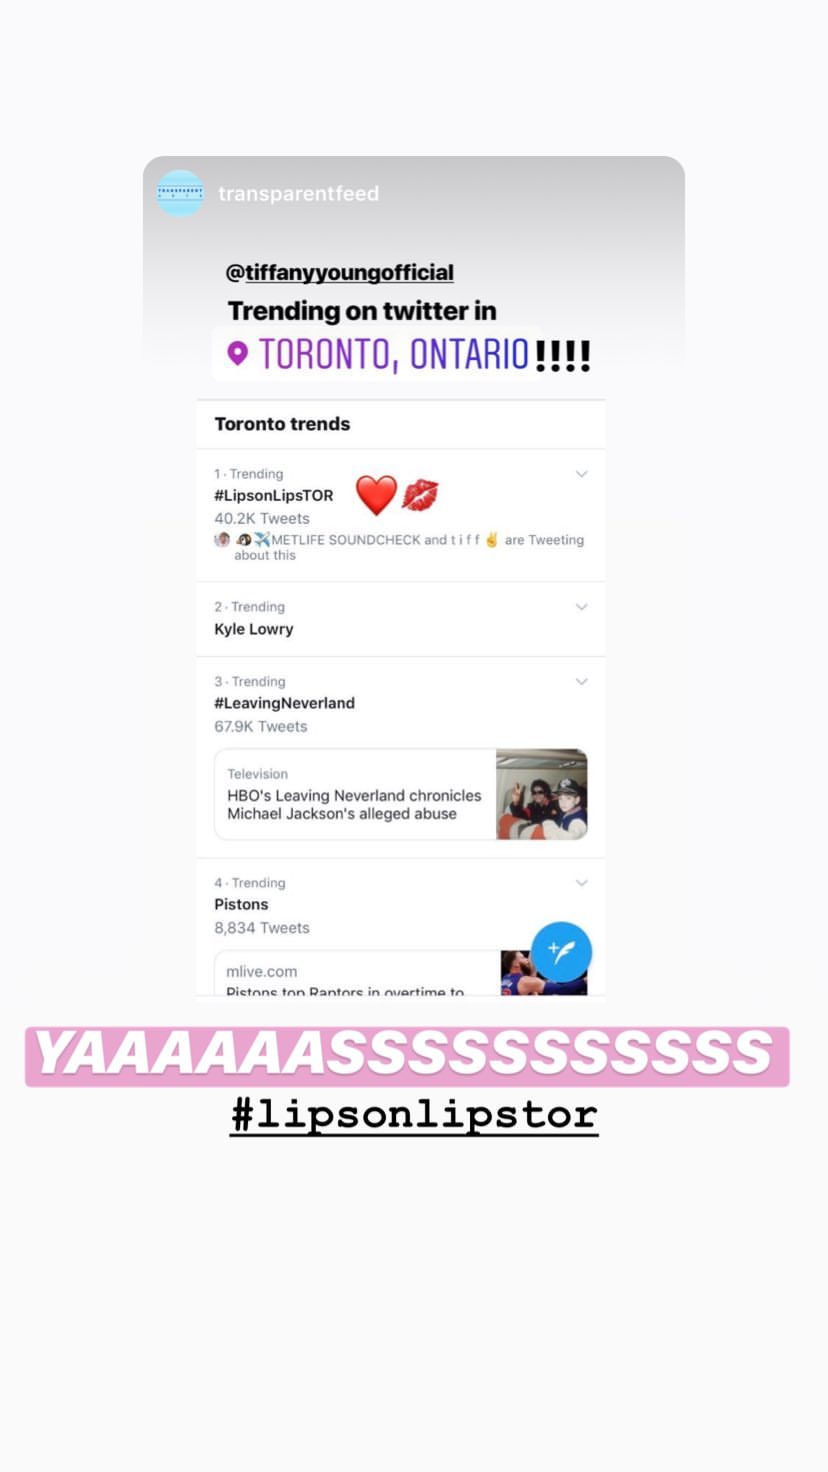 TRANSPARENT
transparentfeed
@tiffanyyoungofficial
Trending on twitter in
TORONTO, ONTARIO!!!!
Toronto trends
1 · Trending
#LipsonLipsTOR ❤️💋
40.2K Tweets
✈️METLIFE SOUNDCHECK and t i f f ✌️ are Tweeting
about this
2 · Trending
Kyle Lowry
3 · Trending
#LeavingNeverland
67.9K Tweets
Television
HBO's Leaving Neverland chronicles
Michael Jackson's alleged abuse
4 · Trending
Pistons
8,834 Tweets
mlive.com
Pistons top Raptors in overtime to
YAAAAAAASSSSSSSSSSS
#lipsonlipstor